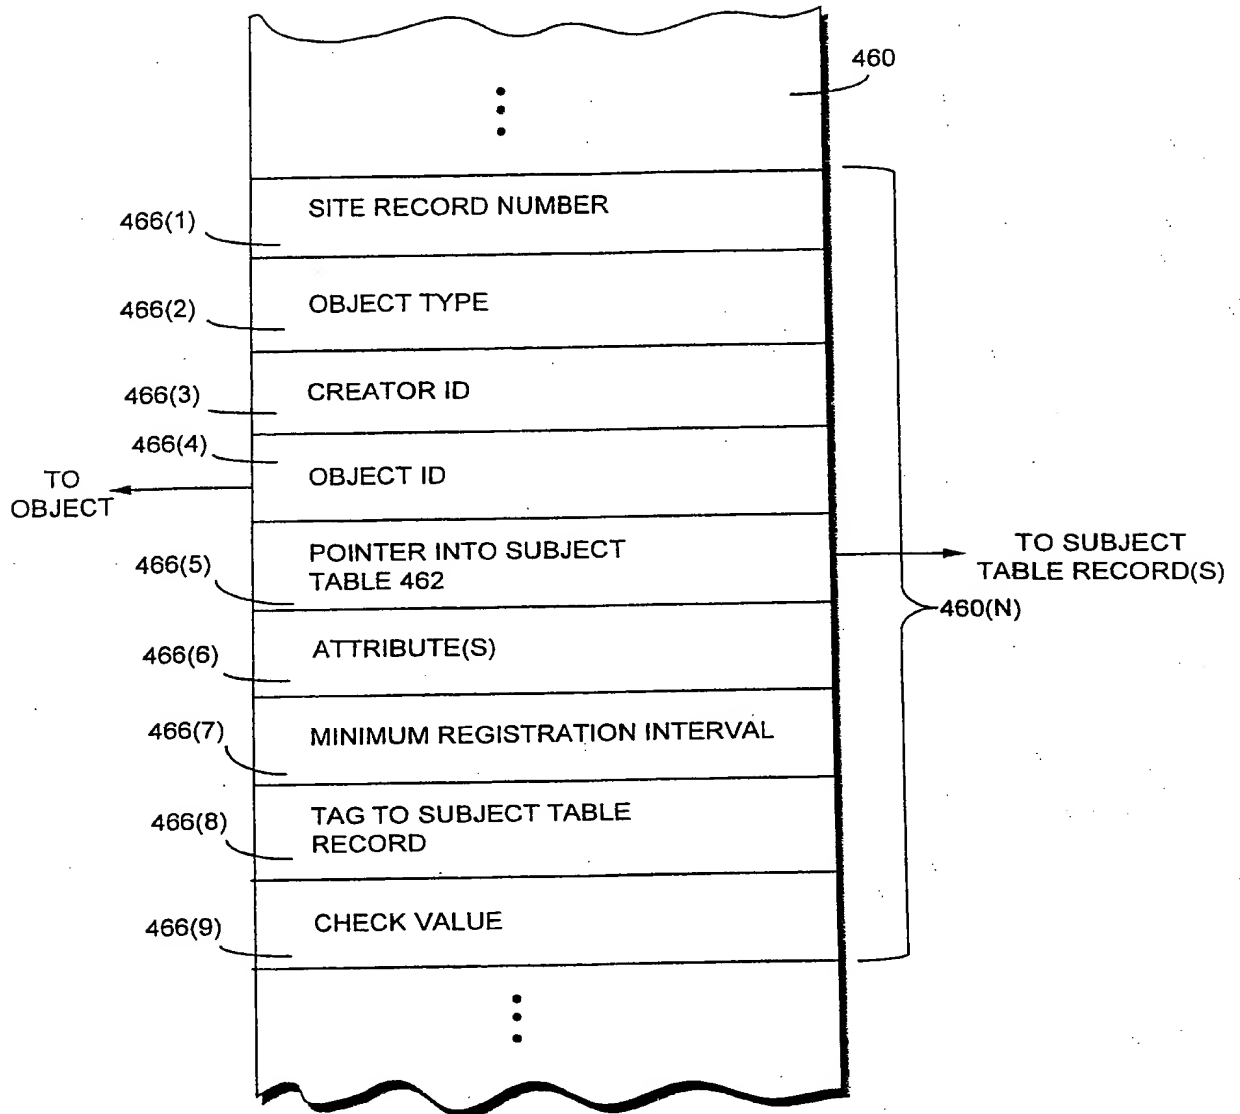 460
SITE RECORD NUMBER
466(1)
OBJECT TYPE
466(2)
CREATOR ID
466(3)
466(4)
OBJECT ID
TO
OBJECT
POINTER INTO SUBJECT
TABLE 462
466(5)
TO SUBJECT
TABLE RECORD(S)
460(N)
ATTRIBUTE(S)
466(6)
MINIMUM REGISTRATION INTERVAL
466(7)
TAG TO SUBJECT TABLE
RECORD
466(8)
CHECK VALUE
466(9)